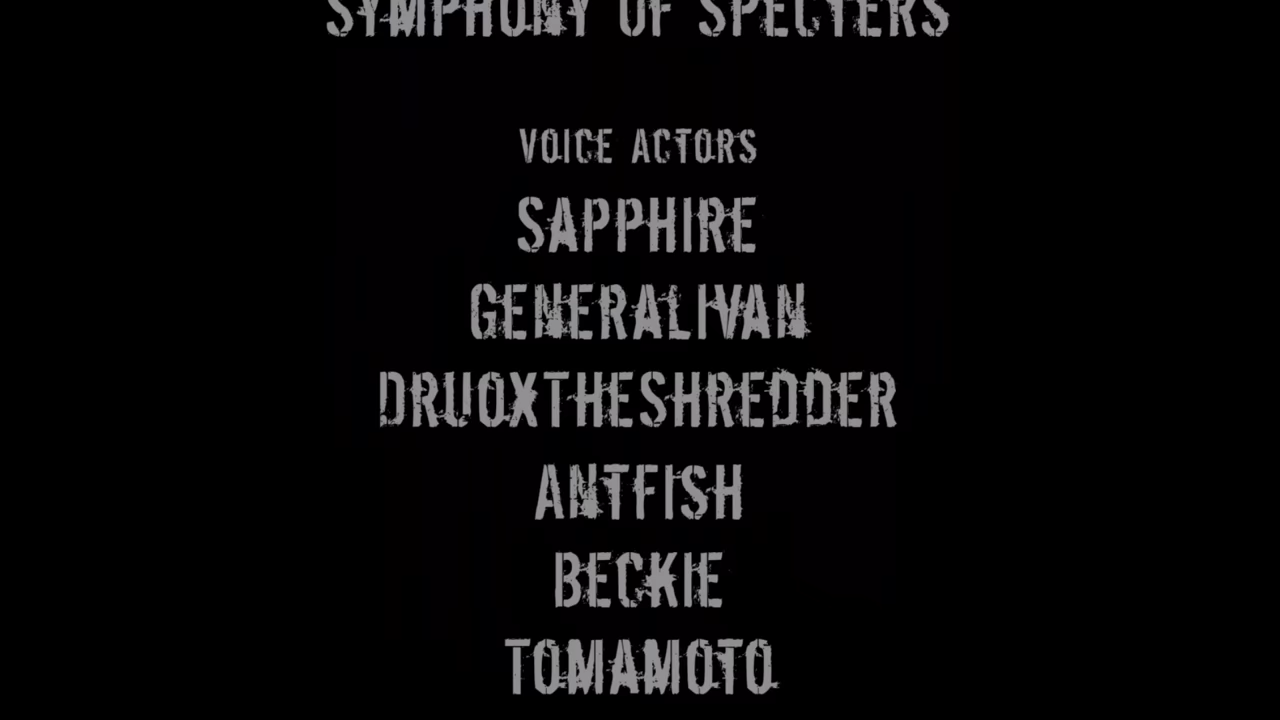 SYMPHONY OF SPECTERS
VOICE ACTORS
SAPPHIRE
GENERALIVAN
DRUOXTHESHREDDER
ANTFISH
BECKIE
TOMAMOTO